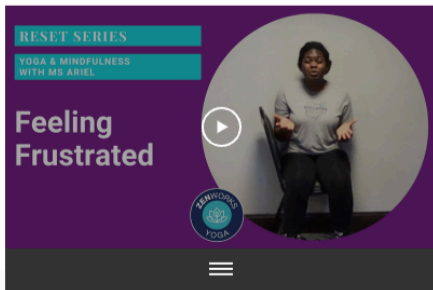 RESET SERIES
YOGA & MINDFULNESS
WITH MS ARIEL
Feeling
Frustrated
ZENWORKS
YOGA